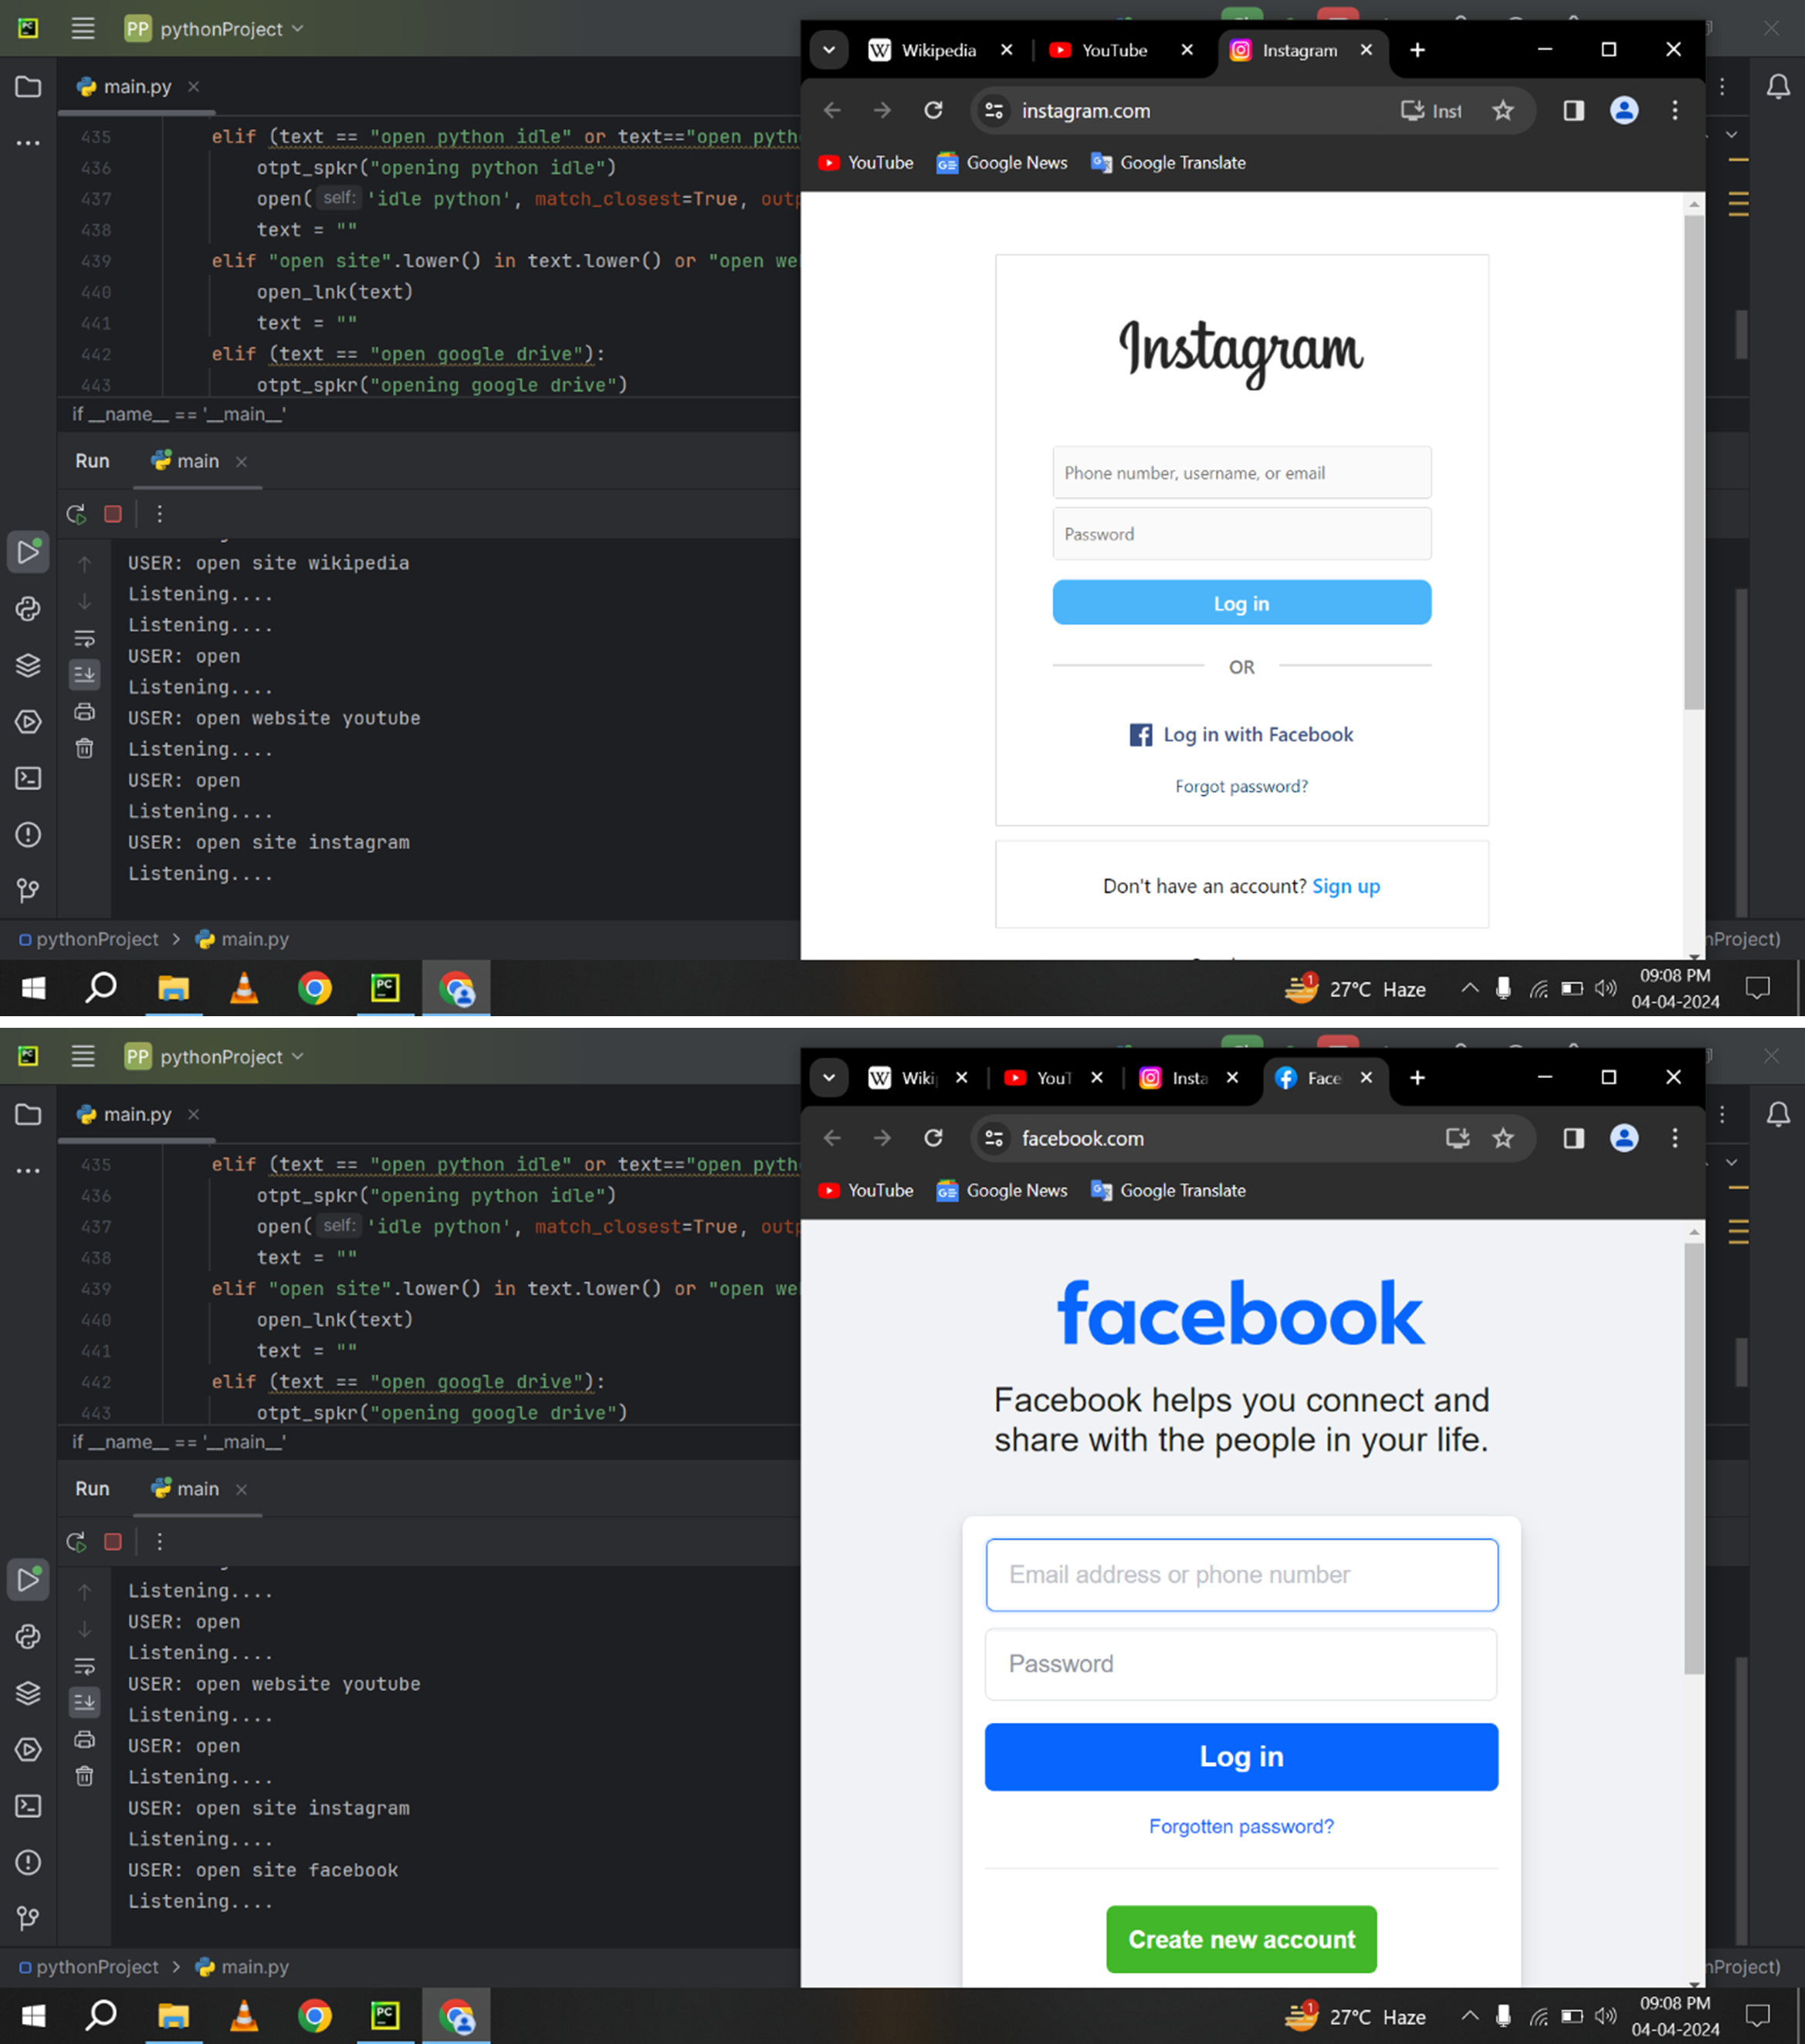 PP pythonProject
main.py
435 elif (text == "open python idle" or text=="open pyth
436 otpt_spkr("opening python idle")
437 open( self: 'idle python', match_closest=True, outp
438 text = ""
439 elif "open site".lower() in text.lower() or "open we
440 open_lnk(text)
441 text = ""
442 elif (text == "open google drive"):
443 otpt_spkr("opening google drive")
if __name__ == '__main__'
Run main
USER: open site wikipedia
Listening....
Listening....
USER: open
Listening....
USER: open website youtube
Listening....
USER: open
Listening....
USER: open site instagram
Listening....
pythonProject > main.py
Wikipedia YouTube Instagram
instagram.com Inst
YouTube Google News Google Translate
Instagram
Phone number, username, or email
Password
Log in
OR
Log in with Facebook
Forgot password?
Don't have an account? Sign up
nProject)
1 27°C Haze 09:08 PM
04-04-2024
PP pythonProject
main.py
435 elif (text == "open python idle" or text=="open pyth
436 otpt_spkr("opening python idle")
437 open( self: 'idle python', match_closest=True, outp
438 text = ""
439 elif "open site".lower() in text.lower() or "open we
440 open_lnk(text)
441 text = ""
442 elif (text == "open google drive"):
443 otpt_spkr("opening google drive")
if __name__ == '__main__'
Run main
Listening....
USER: open
Listening....
USER: open website youtube
Listening....
USER: open
Listening....
USER: open site instagram
Listening....
USER: open site facebook
Listening....
pythonProject > main.py
Wiki YouT Insta Face
facebook.com
YouTube Google News Google Translate
facebook
Facebook helps you connect and
share with the people in your life.
Email address or phone number
Password
Log in
Forgotten password?
Create new account
nProject)
1 27°C Haze 09:08 PM
04-04-2024